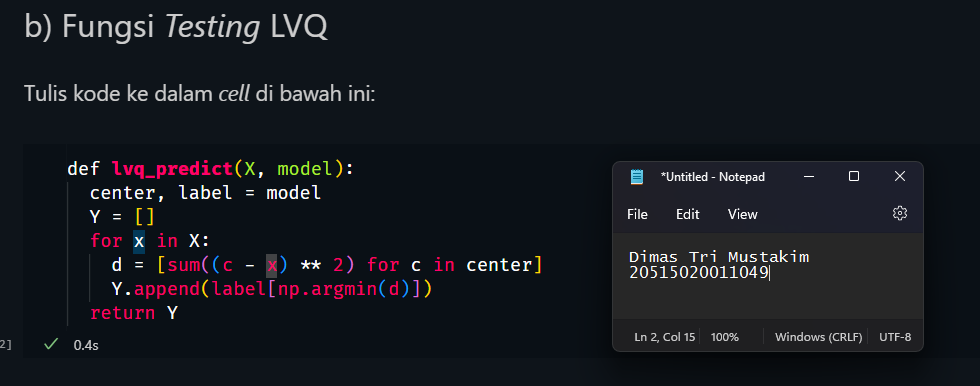 b) Fungsi Testing LVQ
Tulis kode ke dalam cell di bawah ini:
def lvq_predict(X, model):
  center, label = model
  Y = []
  for x in X:
    d = [sum((c - x) ** 2) for c in center]
    Y.append(label[np.argmin(d)])
  return Y
2]
0.4s
*Untitled - Notepad
File Edit View
Dimas Tri Mustakim
20515020011049
Ln 2, Col 15 100% Windows (CRLF) UTF-8